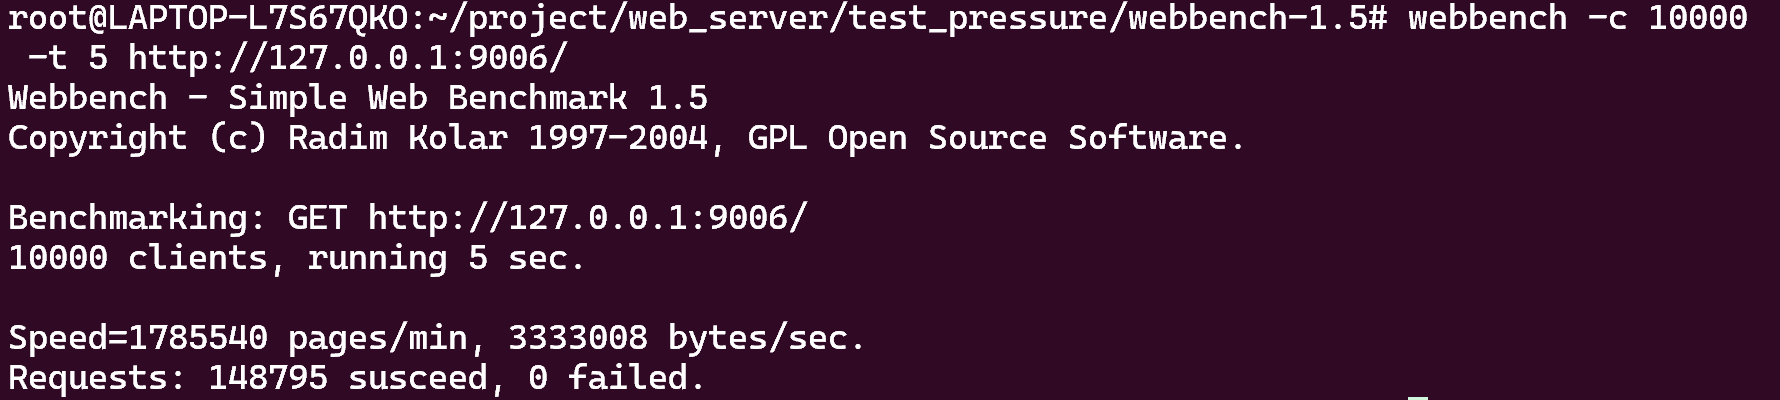 root@LAPTOP-L7S67QKO:~/project/web_server/test_pressure/webbench-1.5# webbench -c 10000
-t 5 http://127.0.0.1:9006/
Webbench - Simple Web Benchmark 1.5
Copyright (c) Radim Kolar 1997-2004, GPL Open Source Software.
Benchmarking: GET http://127.0.0.1:9006/
10000 clients, running 5 sec.
Speed=1785540 pages/min, 3333008 bytes/sec.
Requests: 148795 susceed, 0 failed.